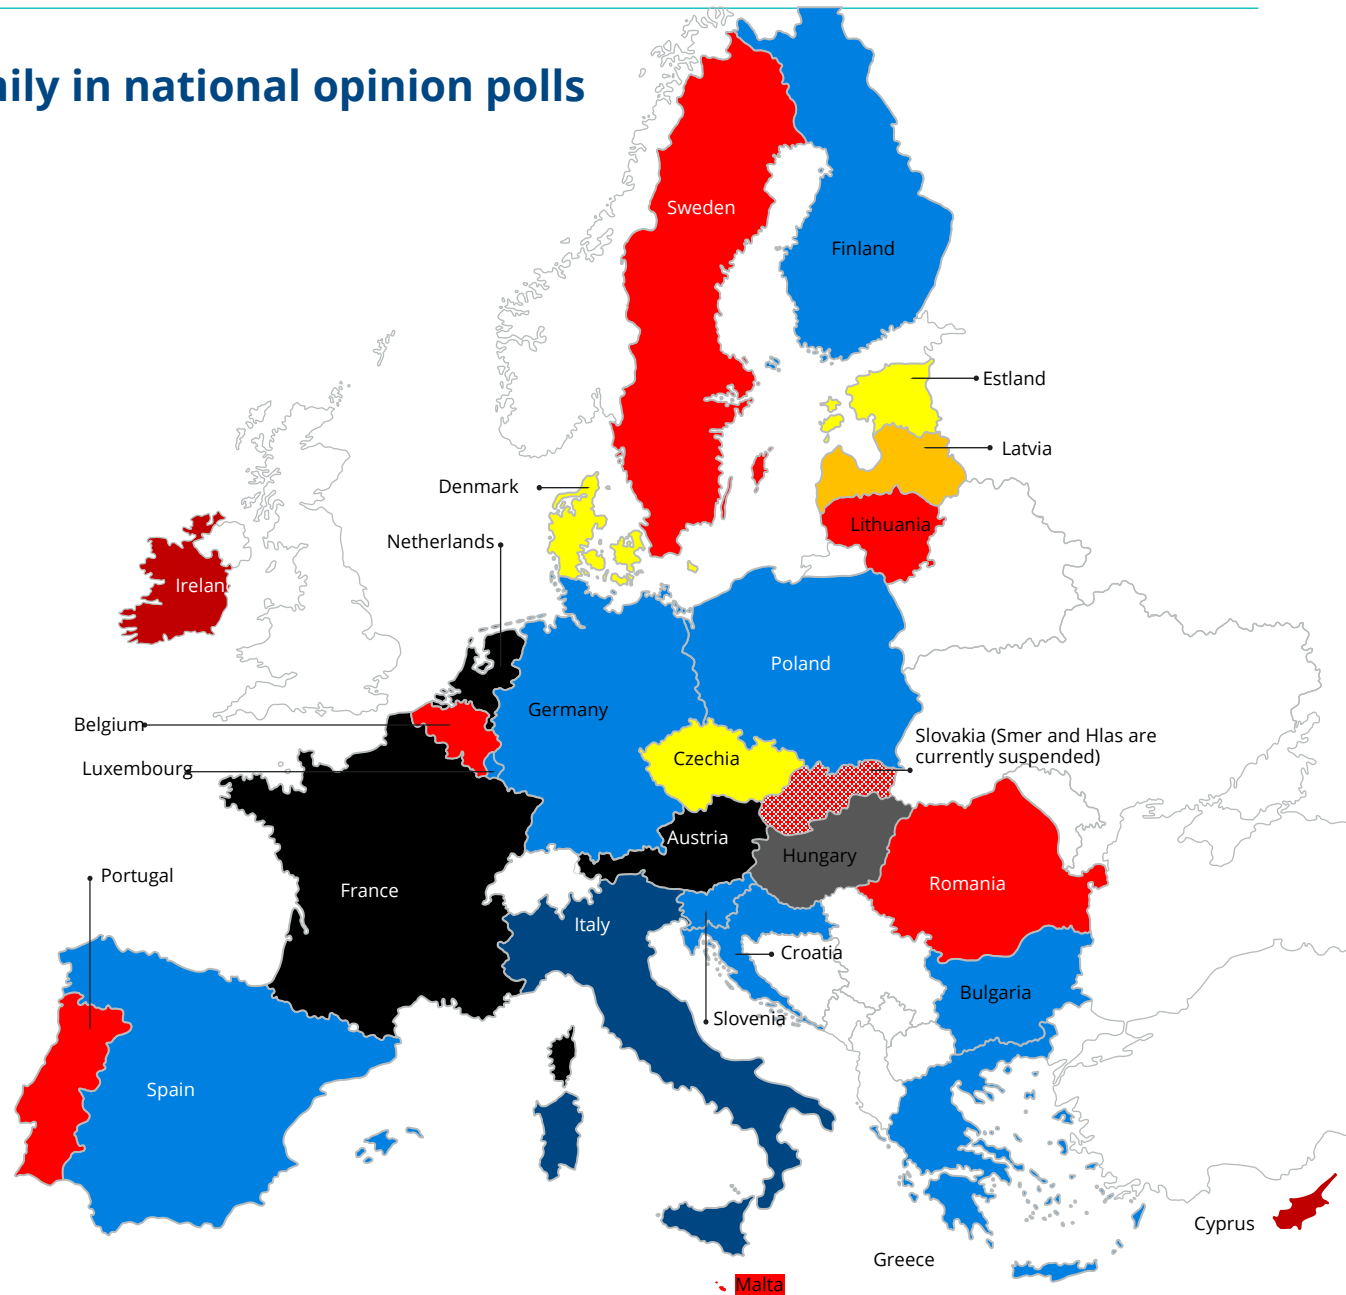 ily in national opinion polls
Sweden
Finland
Estland
Latvia
Denmark
Lithuania
Netherlands
Irelan
Poland
Germany
Belgium
Slovakia (Smer and Hlas are
currently suspended)
Czechia
Luxembourg
Austria
Hungary
Portugal
France
Romania
Italy
Croatia
Bulgaria
Slovenia
Spain
Cyprus
Greece
Malta